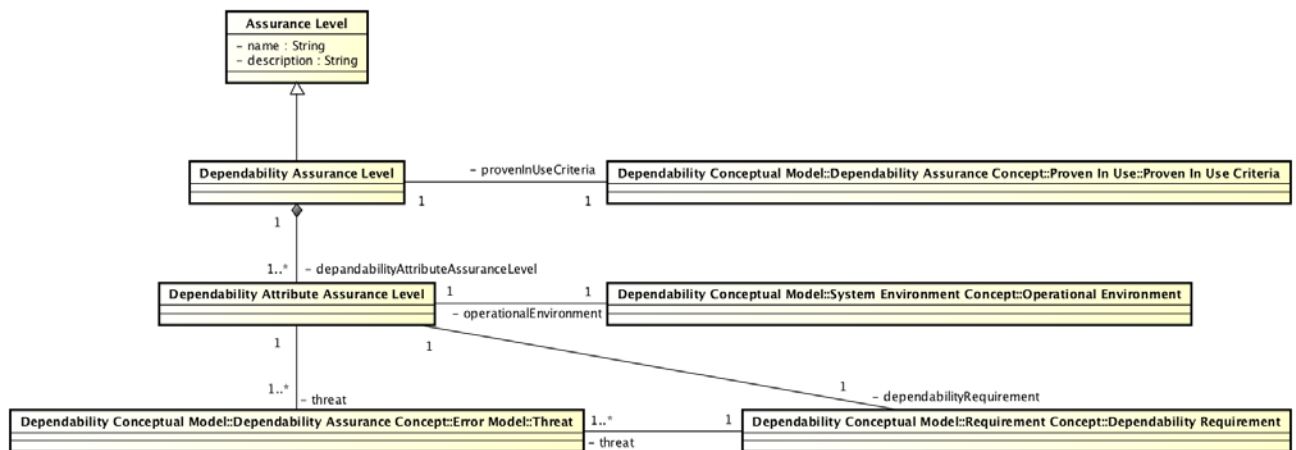 Assurance Level
- name : String
- description : String
Dependability Assurance Level
- provenInUseCriteria
Dependability Conceptual Model::Dependability Assurance Concept::Proven In Use::Proven In Use Criteria
1
1
1
1..*
- depandabilityAttributeAssuranceLevel
Dependability Attribute Assurance Level
1
1
- operationalEnvironment
Dependability Conceptual Model::System Environment Concept::Operational Environment
1
1
1..*
- threat
1
- dependabilityRequirement
Dependability Conceptual Model::Dependability Assurance Concept::Error Model::Threat
1..*
1
- threat
Dependability Conceptual Model::Requirement Concept::Dependability Requirement